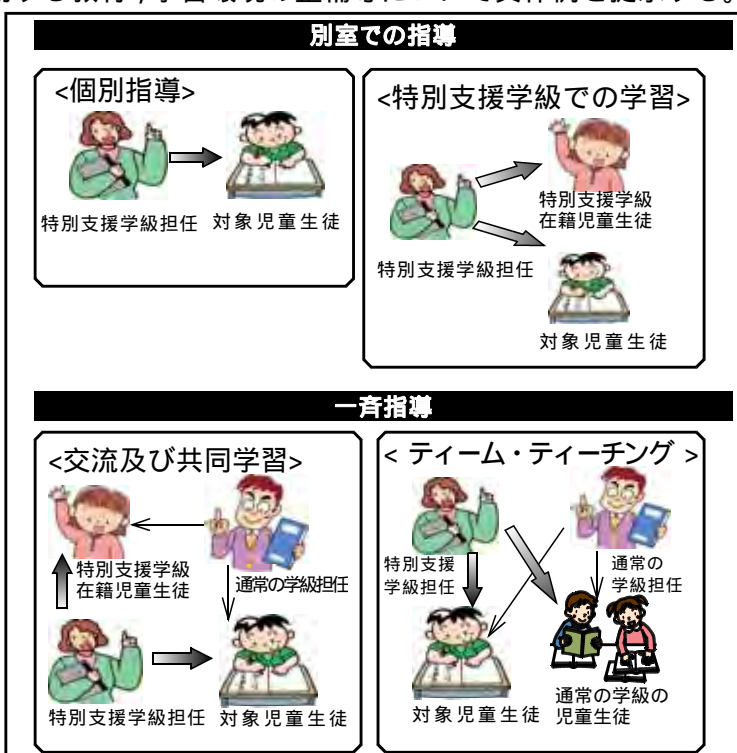 別室での指導
<個別指導>
特別支援学級担任
対象児童生徒
<特別支援学級での学習>
特別支援学級
在籍児童生徒
特別支援学級担任
対象児童生徒
一斉指導
<交流及び共同学習>
特別支援学級
在籍児童生徒
通常の学級担任
特別支援学級担任
対象児童生徒
< ティーム・ティーチング >
特別支援
学級担任
通常の
学級担任
対象児童生徒
通常の学級の
児童生徒